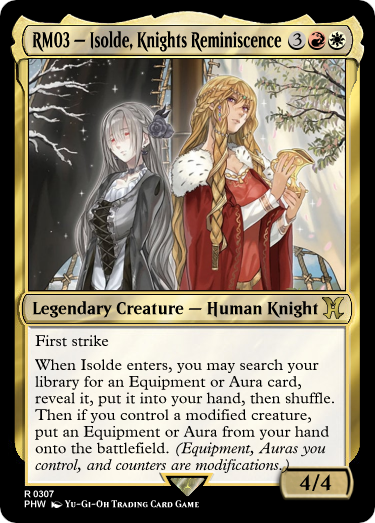 RM03 – Isolde, Knights Reminiscence 3
Legendary Creature — Human Knight
First strike
When Isolde enters, you may search your
library for an Equipment or Aura card,
reveal it, put it into your hand, then shuffle.
Then if you control a modified creature,
put an Equipment or Aura from your hand
onto the battlefield. (Equipment, Auras you
control, and counters are modifications.)
4/4
R 0307
PHW Yu-Gi-Oh Trading Card Game